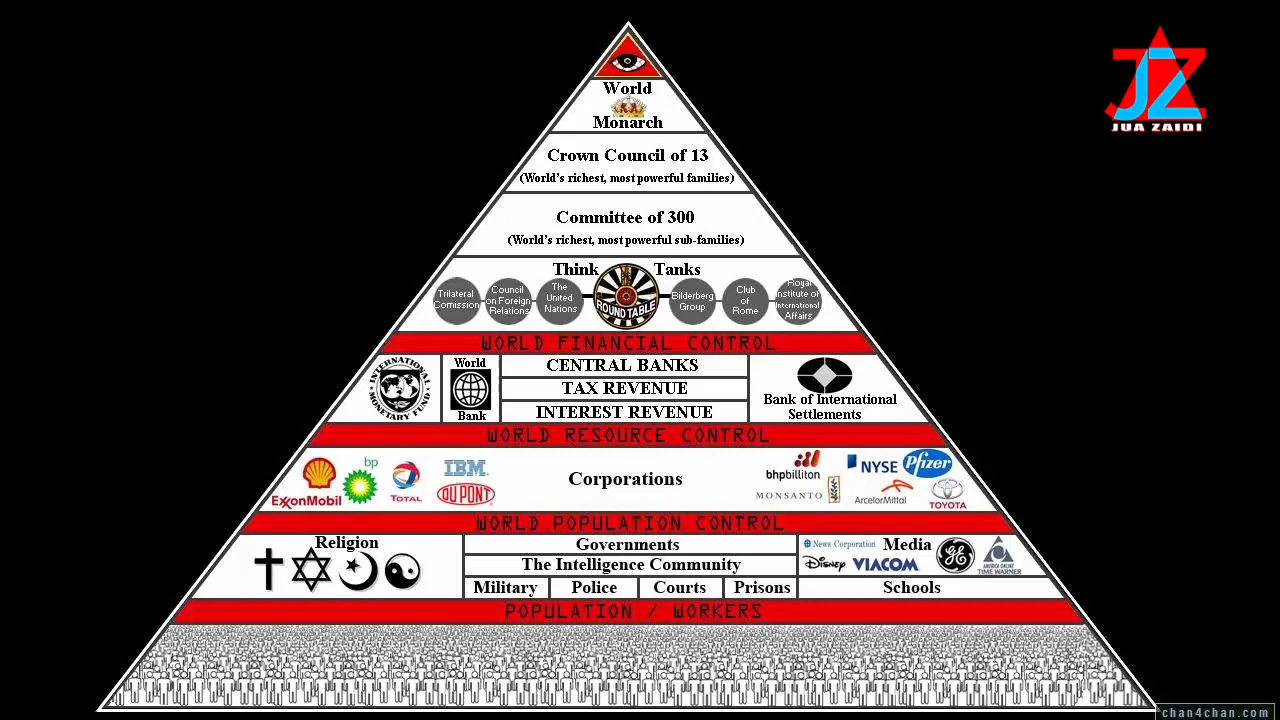 JZ
JUA ZAIDI
World
Monarch
Crown Council of 13
(World's richest, most powerful families)
Committee of 300
(World's richest, most powerful sub-families)
Think Tanks
Trilateral
Comission
Council
on Foreign
Relations
The
United
Nations
ROUND TABLE
Bilderberg
Group
Club
of
Rome
Royal
Institute of
International
Affairs
WORLD FINANCIAL CONTROL
INTERNATIONAL
MONETARY FUND
World
Bank
CENTRAL BANKS
TAX REVENUE
INTEREST REVENUE
Bank of International
Settlements
WORLD RESOURCE CONTROL
ExxonMobil
bp
TOTAL
IBM
DU PONT
Corporations
bhpbilliton
MONSANTO
NYSE
Pfizer
ArcelorMittal
TOYOTA
WORLD POPULATION CONTROL
Religion
Governments
The Intelligence Community
Military
Police
Courts
Prisons
News Corporation
Media
Disney
VIACOM
GE
AMERICA ONLINE
TIME WARNER
Schools
POPULATION / WORKERS
chan4chan.com